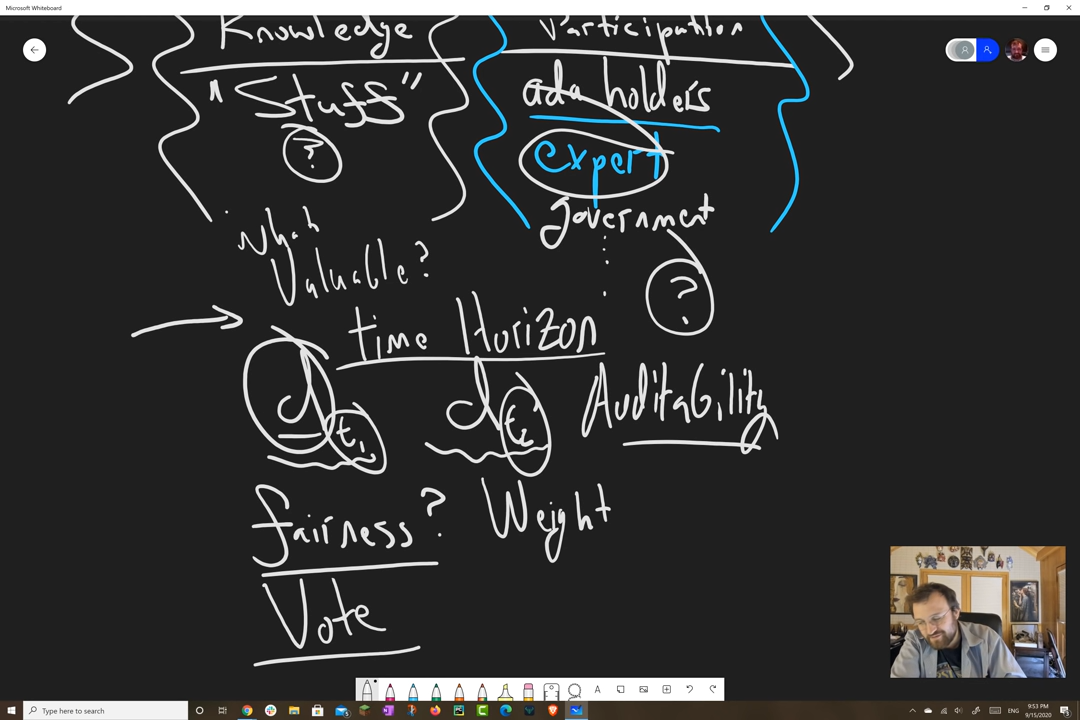 Microsoft Whiteboard
Knowledge
Participation
"Stuff"
?
ada holders
expert
government
?
what
Valuable?
time Horizon
d t1
d t2
Auditability
fairness?
Weight
Vote
Type here to search
9:53 PM
9/15/2020